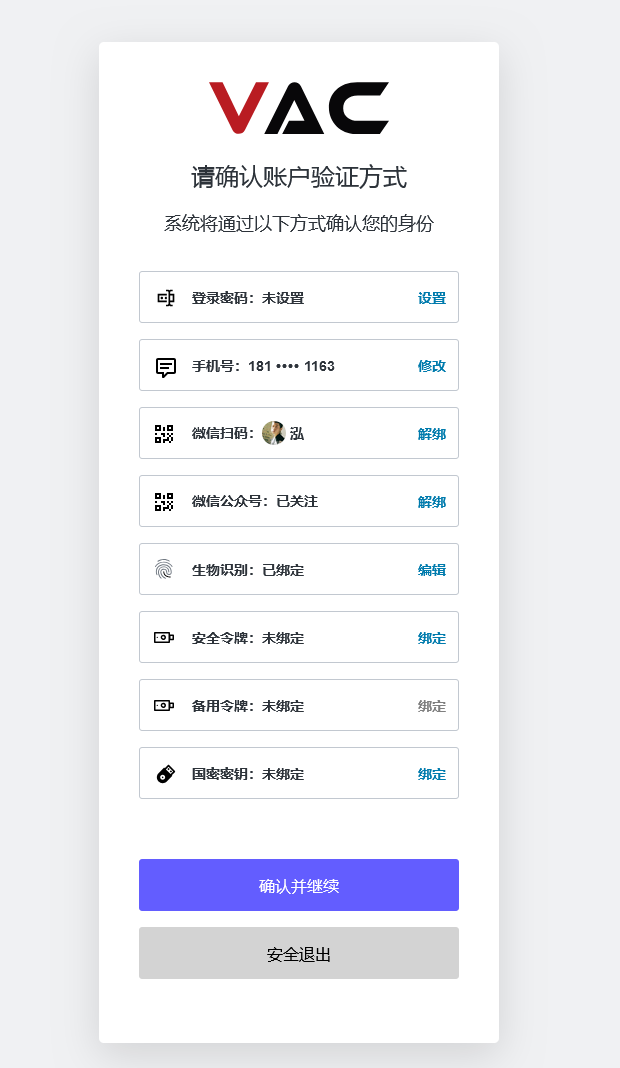 VAC
请确认账户验证方式
系统将通过以下方式确认您的身份
登录密码：未设置 设置
手机号：181 •••• 1163 修改
微信扫码： 泓 解绑
微信公众号：已关注 解绑
生物识别：已绑定 编辑
安全令牌：未绑定 绑定
备用令牌：未绑定 绑定
国密密钥：未绑定 绑定
确认并继续
安全退出